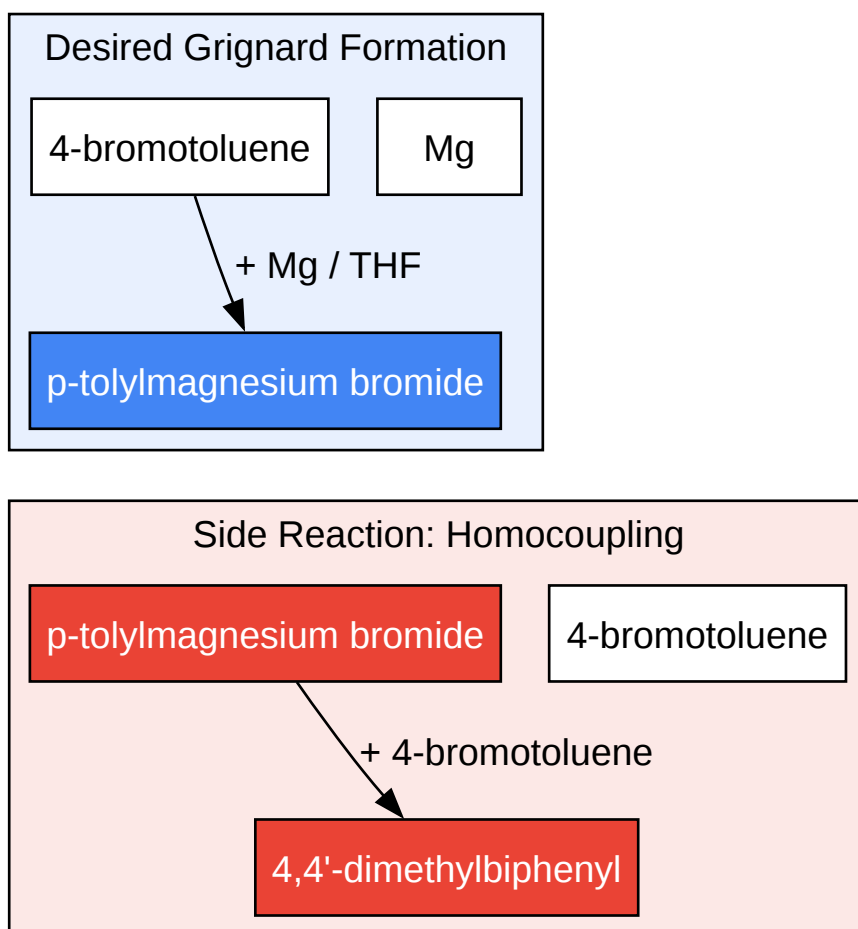 Desired Grignard Formation
4-bromotoluene
Mg
+ Mg / THF
p-tolylmagnesium bromide
Side Reaction: Homocoupling
p-tolylmagnesium bromide
4-bromotoluene
+ 4-bromotoluene
4,4'-dimethylbiphenyl